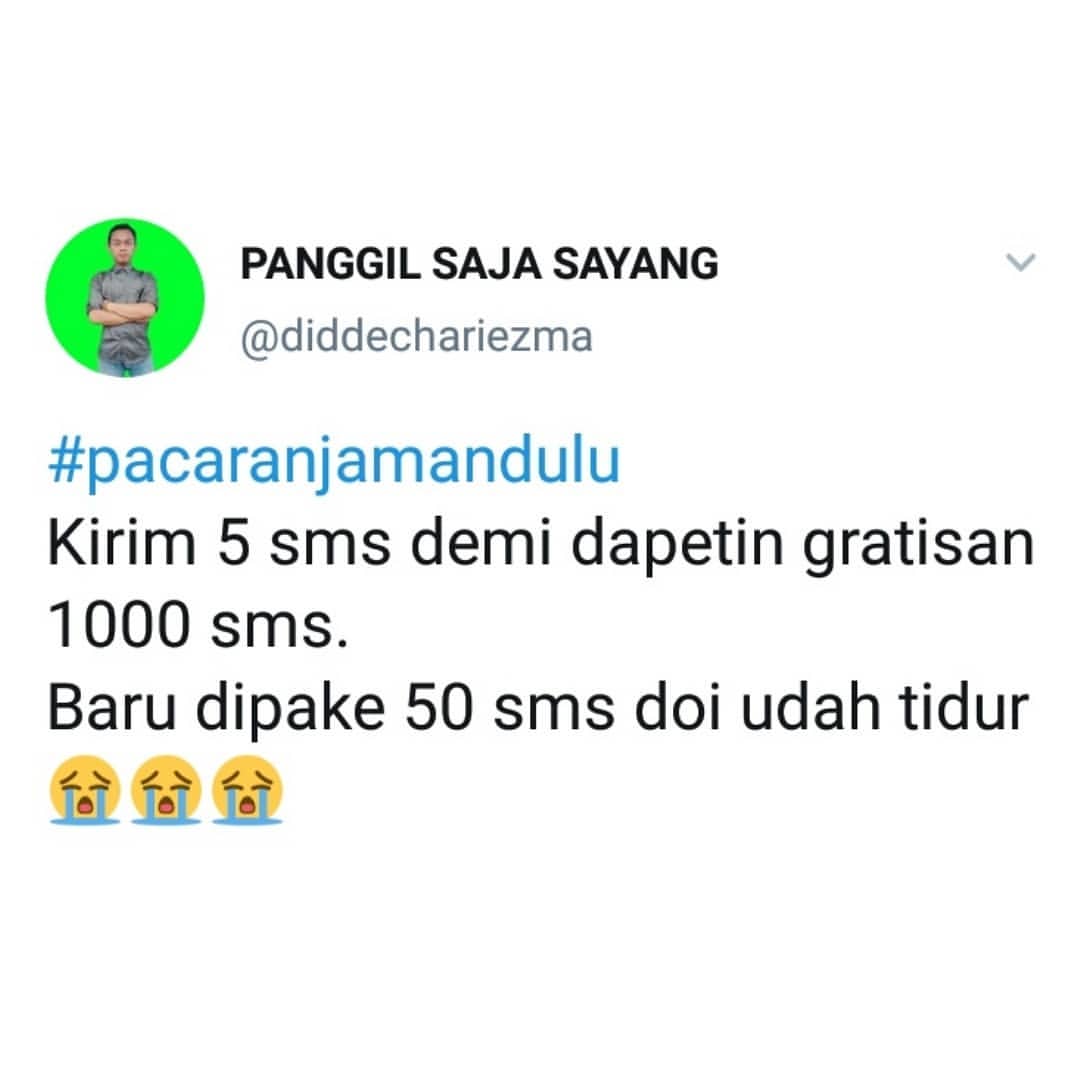 PANGGIL SAJA SAYANG
@diddechariezma
#pacaranjamandulu
Kirim 5 sms demi dapetin gratisan
1000 sms.
Baru dipake 50 sms doi udah tidur
😭😭😭